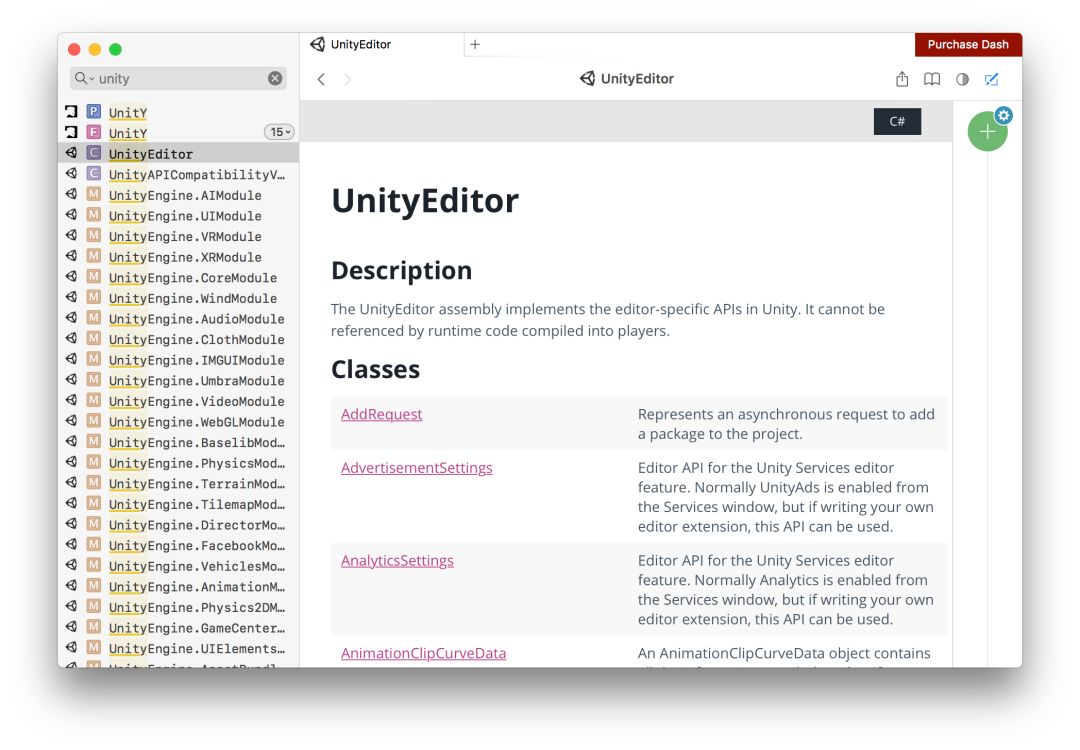 UnityEditor
+
Purchase Dash
unity
UnityEditor
P UnitY
F UnitY 15
C UnityEditor
C UnityAPICompatibilityV…
M UnityEngine.AIModule
M UnityEngine.UIModule
M UnityEngine.VRModule
M UnityEngine.XRModule
M UnityEngine.CoreModule
M UnityEngine.WindModule
M UnityEngine.AudioModule
M UnityEngine.ClothModule
M UnityEngine.IMGUIModule
M UnityEngine.UmbraModule
M UnityEngine.VideoModule
M UnityEngine.WebGLModule
M UnityEngine.BaselibMod…
M UnityEngine.PhysicsMod…
M UnityEngine.TerrainMod…
M UnityEngine.TilemapMod…
M UnityEngine.DirectorMo…
M UnityEngine.FacebookMo…
M UnityEngine.VehiclesMo…
M UnityEngine.AnimationM…
M UnityEngine.Physics2DM…
M UnityEngine.GameCenter…
M UnityEngine.UIElements…
C#
UnityEditor
Description
The UnityEditor assembly implements the editor-specific APIs in Unity. It cannot be
referenced by runtime code compiled into players.
Classes
AddRequest
Represents an asynchronous request to add
a package to the project.
AdvertisementSettings
Editor API for the Unity Services editor
feature. Normally UnityAds is enabled from
the Services window, but if writing your own
editor extension, this API can be used.
AnalyticsSettings
Editor API for the Unity Services editor
feature. Normally Analytics is enabled from
the Services window, but if writing your own
editor extension, this API can be used.
AnimationClipCurveData
An AnimationClipCurveData object contains